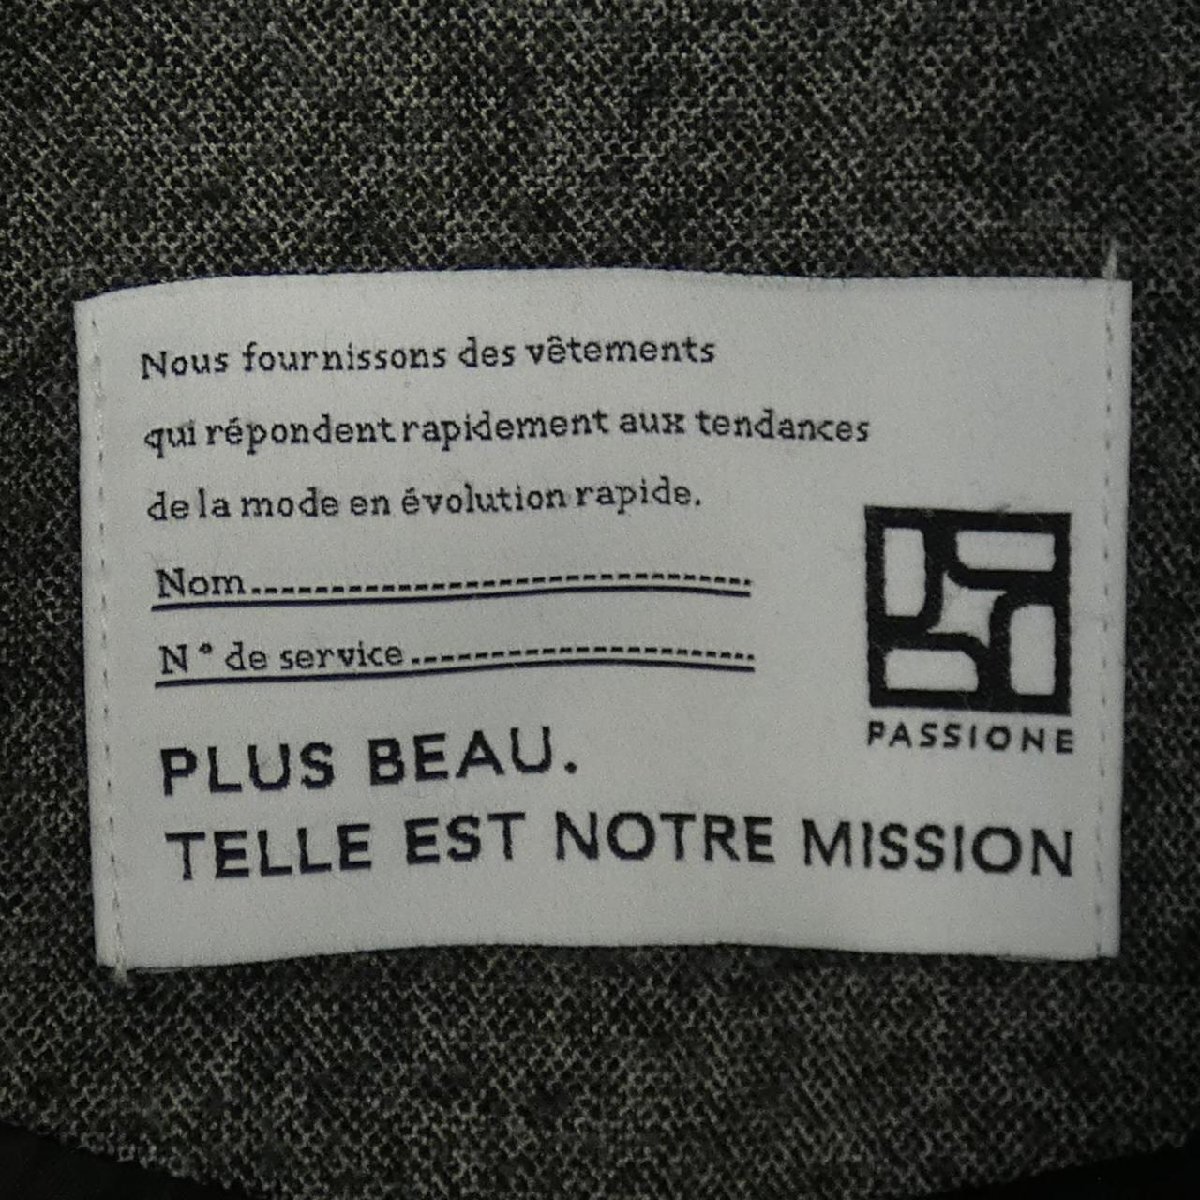 Nous fournissons des vêtements
qui répondent rapidement aux tendances
de la mode en évolution rapide.
Nom
N° de service
PASSIONE
PLUS BEAU.
TELLE EST NOTRE MISSION